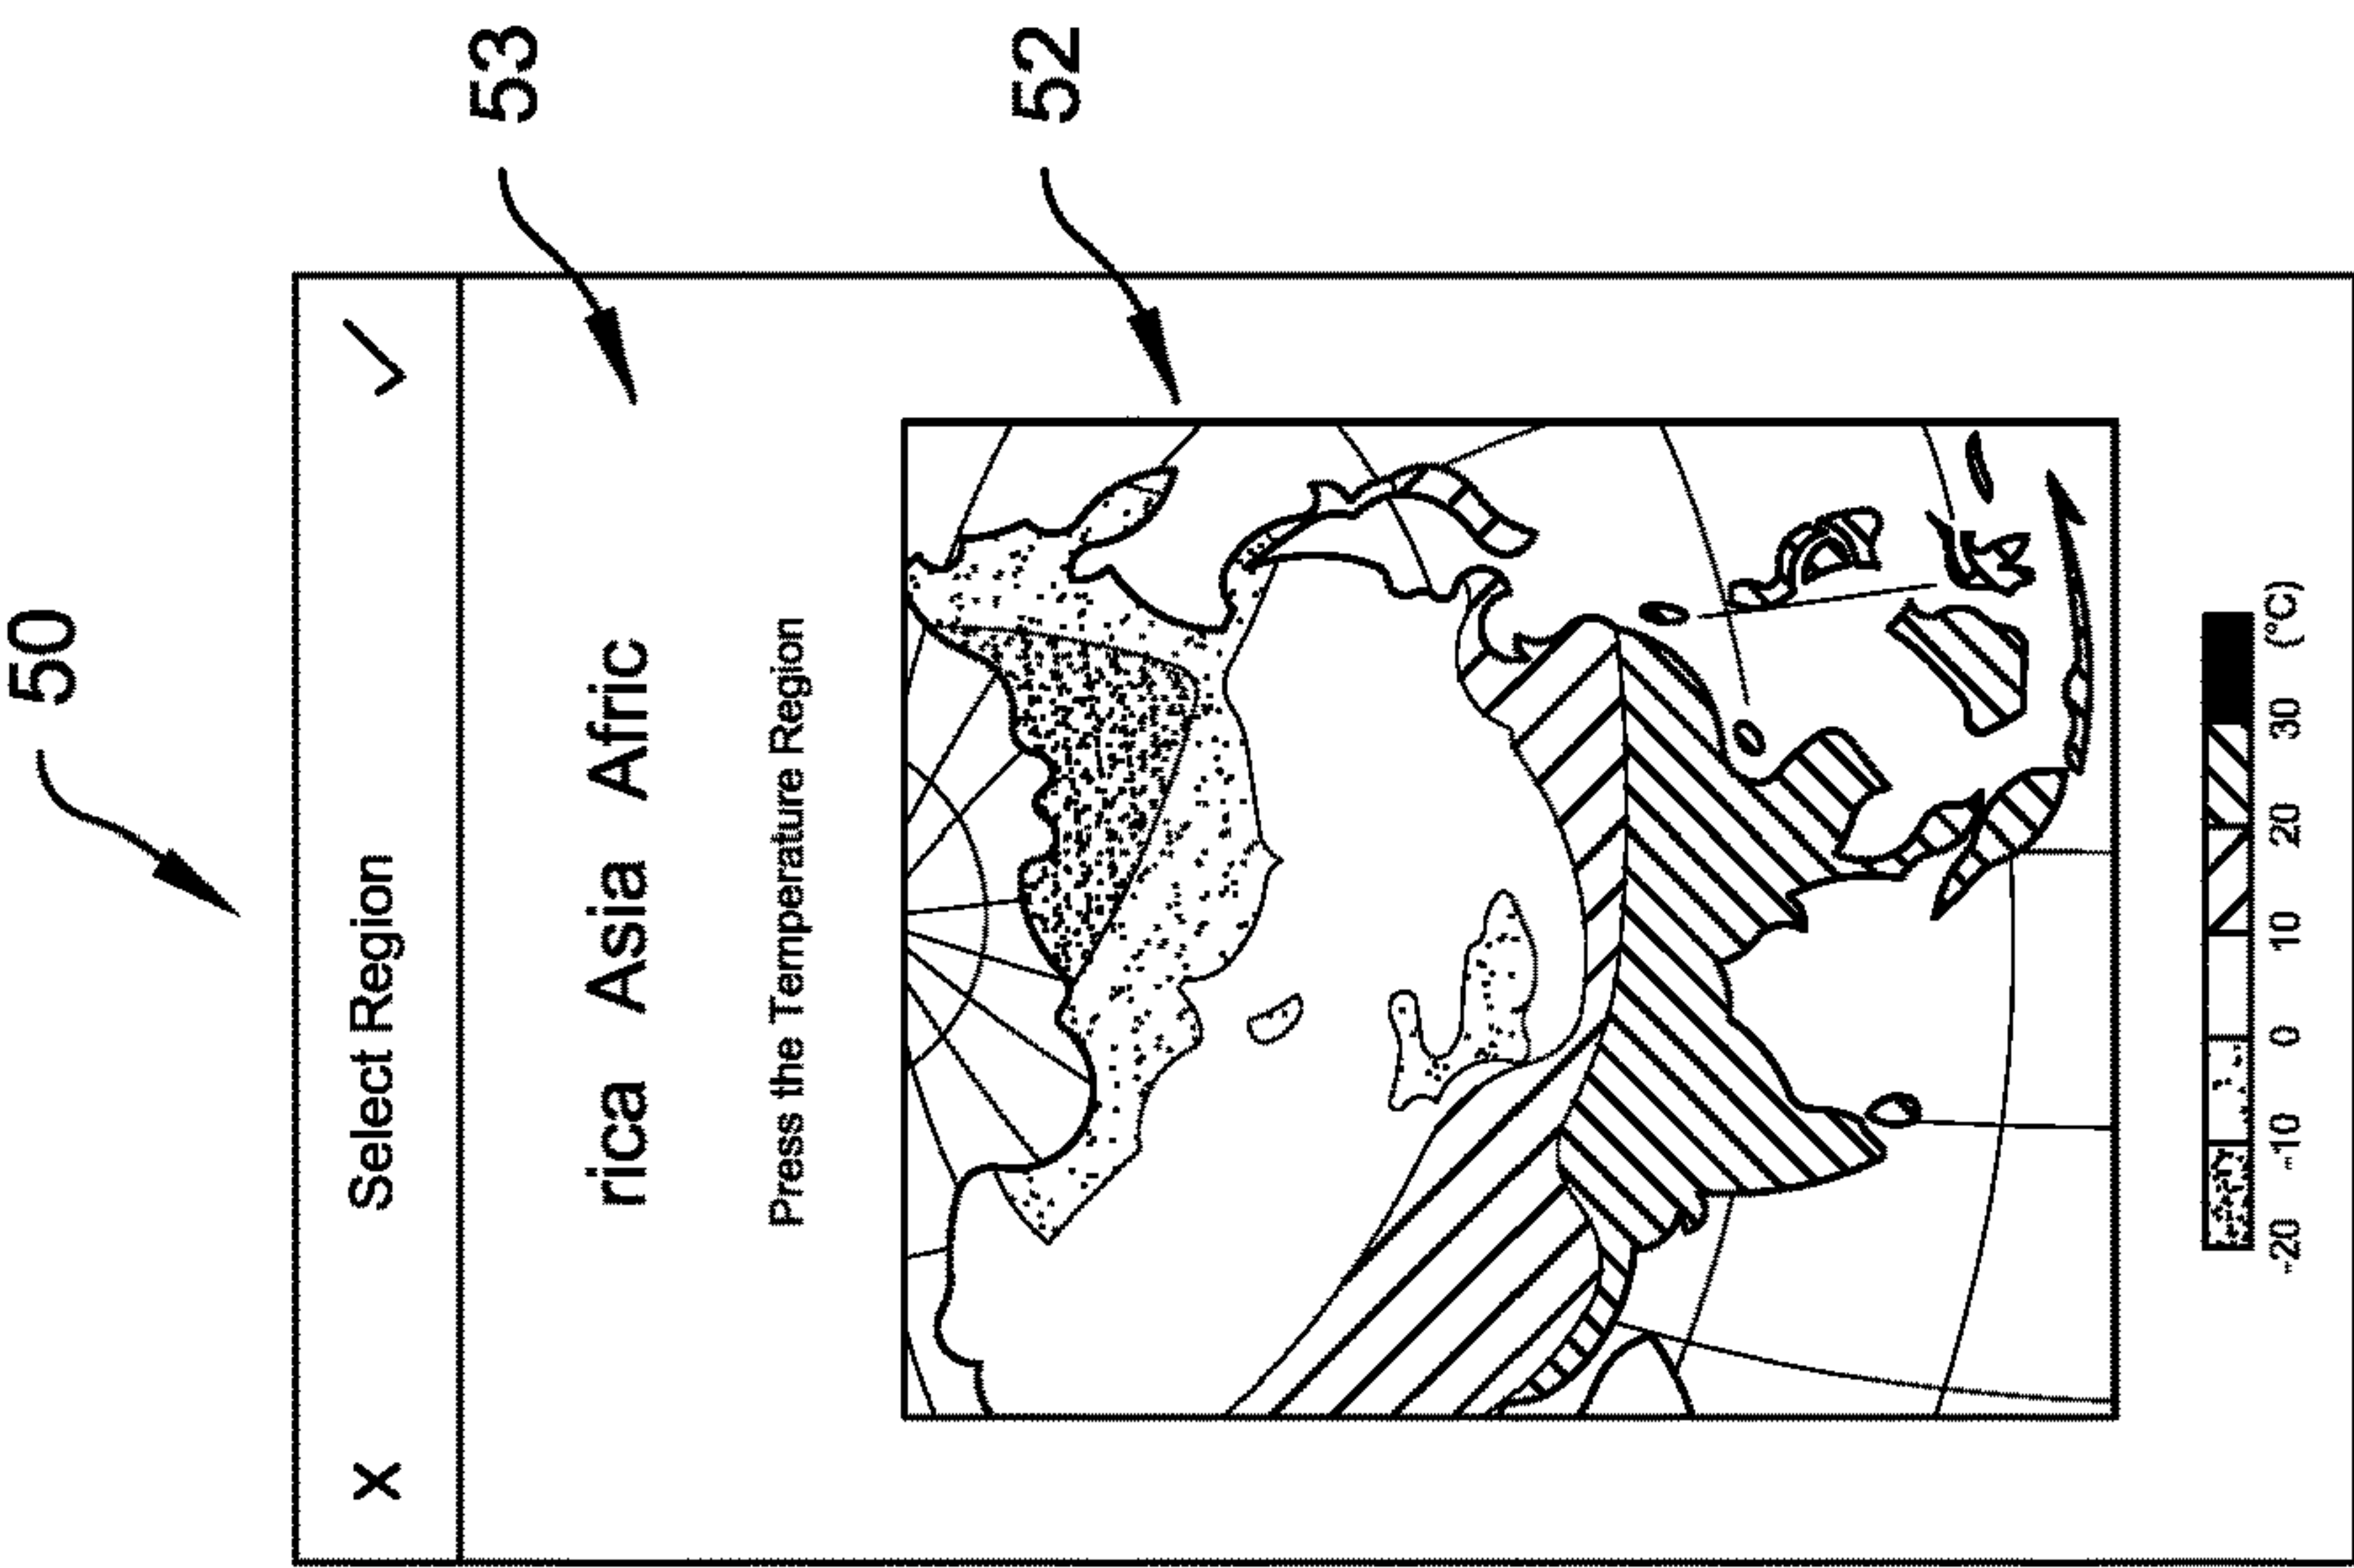 50
X Select Region ✓
53
rica Asia Afric
Press the Temperature Region
52
-20 -10 0 10 20 30 (°C)